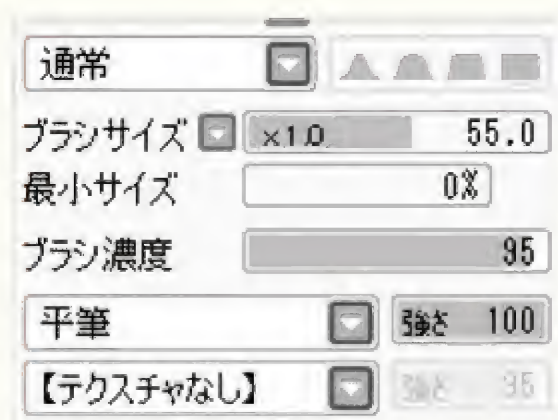 通常
ブラシサイズ ×1.0 55.0
最小サイズ 0%
ブラシ濃度 95
平筆 強さ 100
【テクスチャなし】 強さ 95